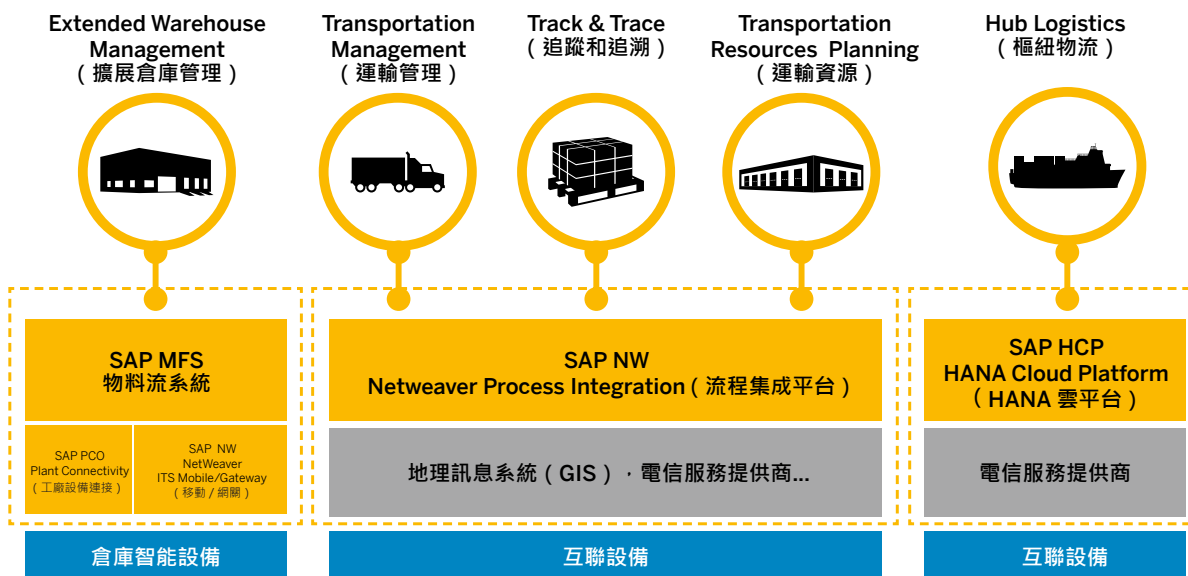 Extended Warehouse
Management
（擴展倉庫管理）
Transportation
Management
（運輸管理）
Track & Trace
（追蹤和追溯）
Transportation
Resources Planning
（運輸資源）
Hub Logistics
（樞紐物流）
SAP MFS
物料流系統
SAP PCO
Plant Connectivity
（工廠設備連接）
SAP NW
NetWeaver
ITS Mobile/Gateway
（移動/網關）
倉庫智能設備
SAP NW
Netweaver Process Integration（流程集成平台）
地理訊息系統（GIS），電信服務提供商...
互聯設備
SAP HCP
HANA Cloud Platform
（HANA 雲平台）
電信服務提供商
互聯設備